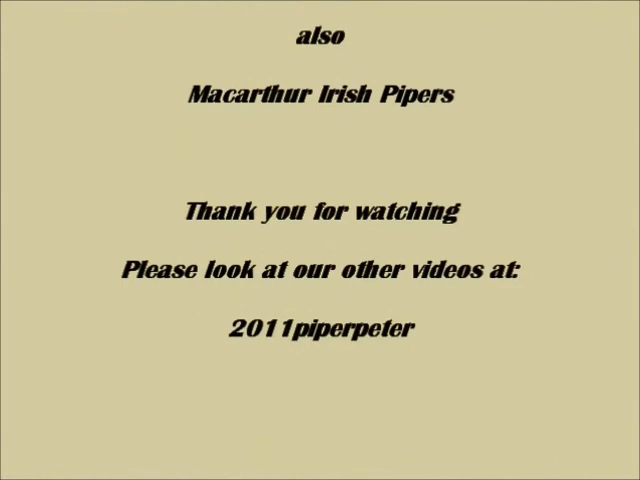 also
Macarthur Irish Pipers
Thank you for watching
Please look at our other videos at:
2011piperpeter